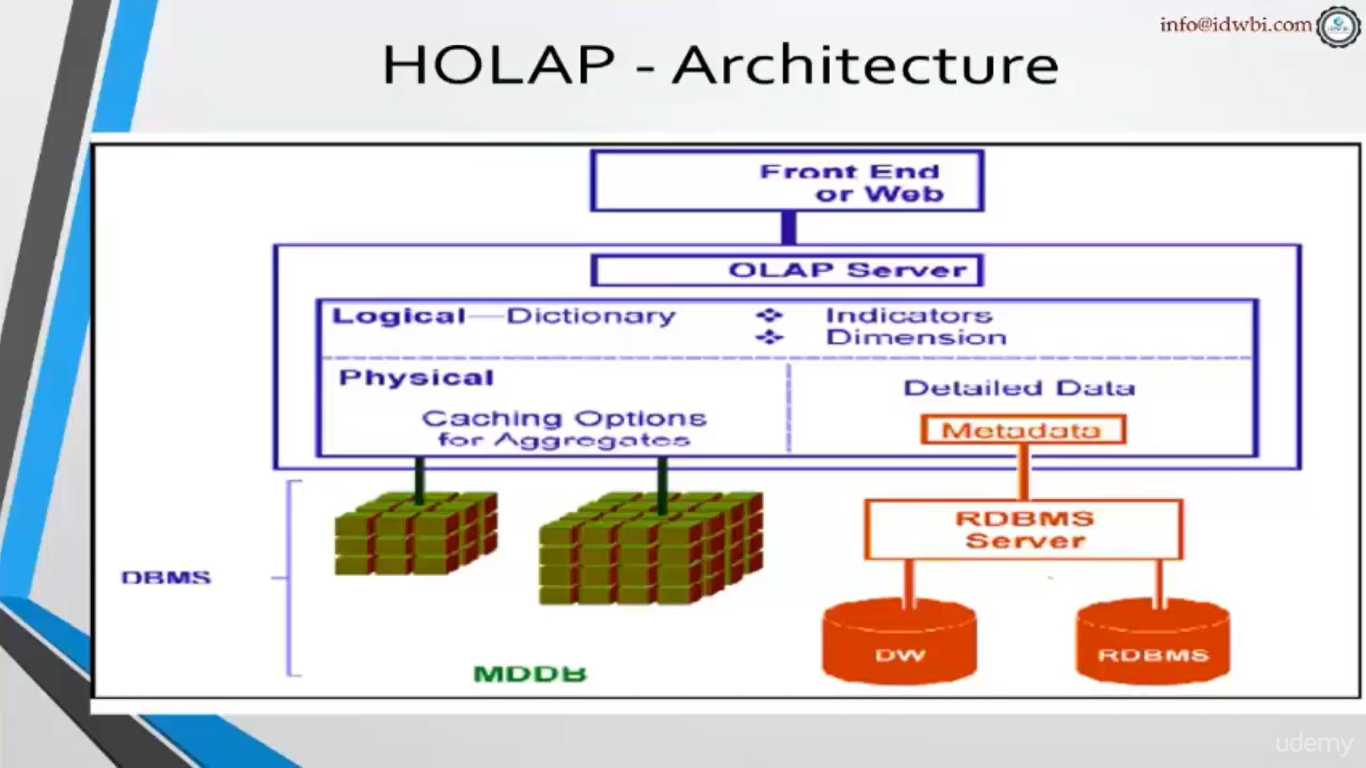 info@idwbi.com
HOLAP - Architecture
Front End
or Web
OLAP Server
Logical—Dictionary
❖ Indicators
❖ Dimension
Physical
Caching Options
for Aggregates
Detailed Data
Metadata
RDBMS
Server
DBMS
DW
RDBMS
MDDB
udemy